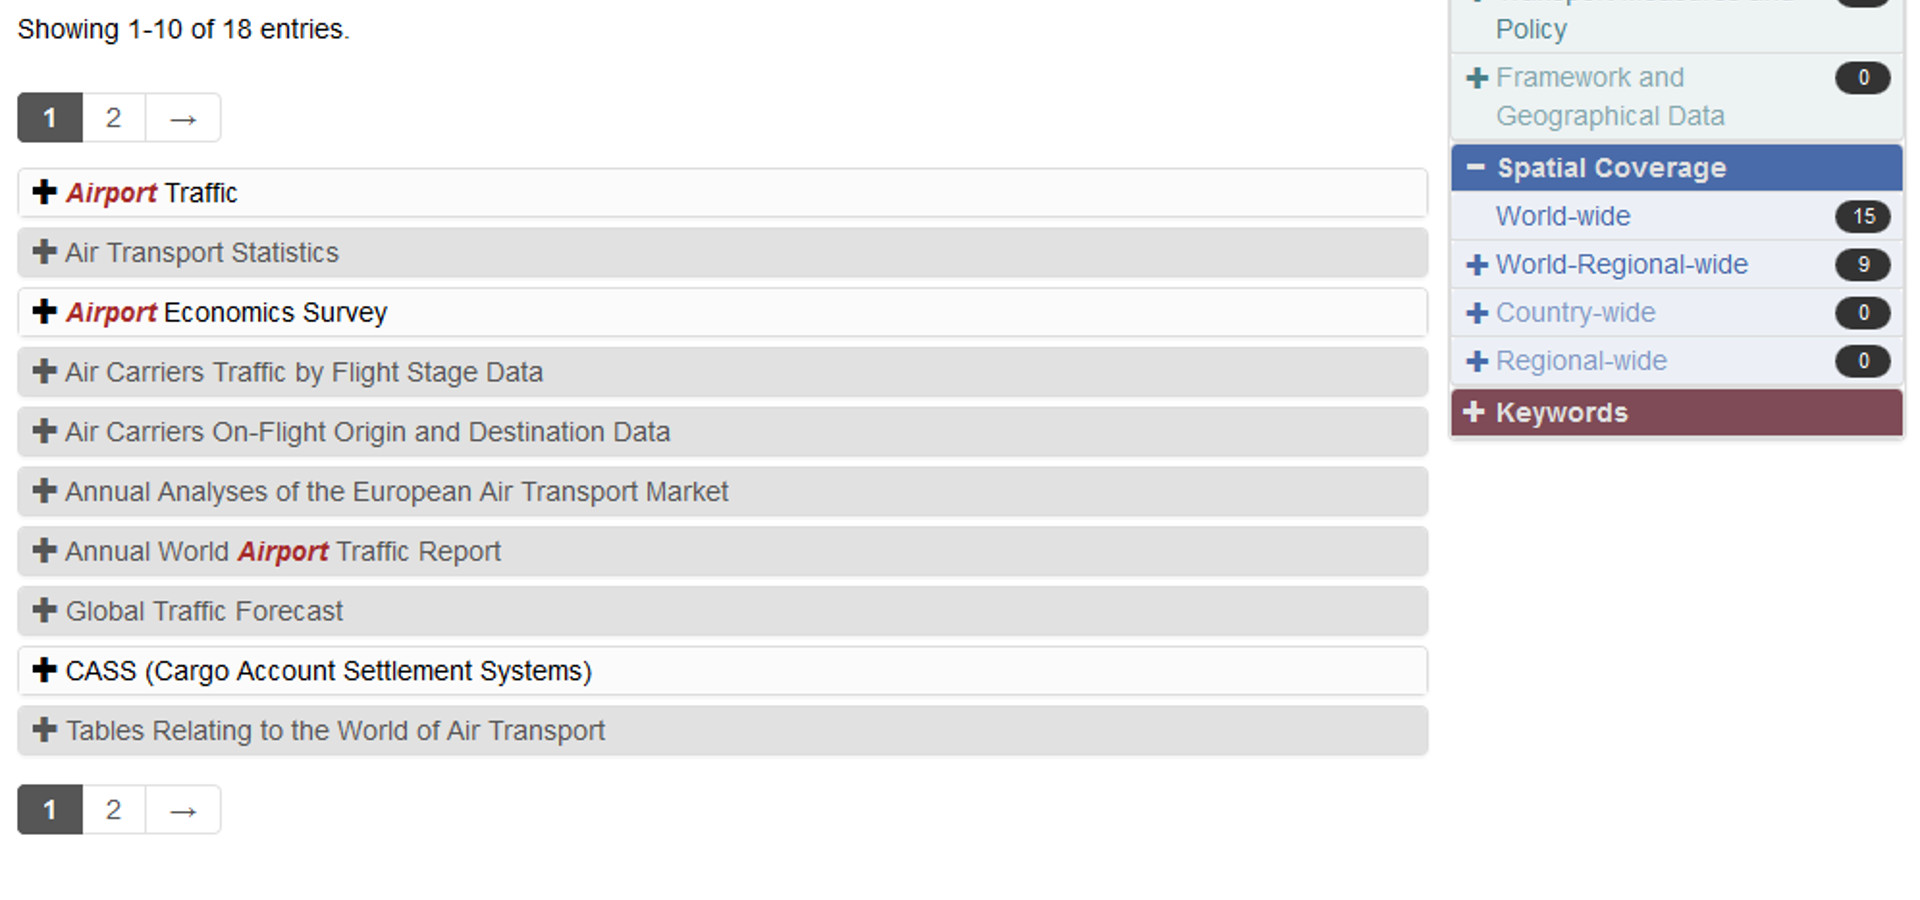 Showing 1-10 of 18 entries.
1 2 →
Airport Traffic
Air Transport Statistics
Airport Economics Survey
Air Carriers Traffic by Flight Stage Data
Air Carriers On-Flight Origin and Destination Data
Annual Analyses of the European Air Transport Market
Annual World Airport Traffic Report
Global Traffic Forecast
CASS (Cargo Account Settlement Systems)
Tables Relating to the World of Air Transport
1 2 →
Policy
Framework and 0
Geographical Data
Spatial Coverage
World-wide 15
World-Regional-wide 9
Country-wide 0
Regional-wide 0
Keywords